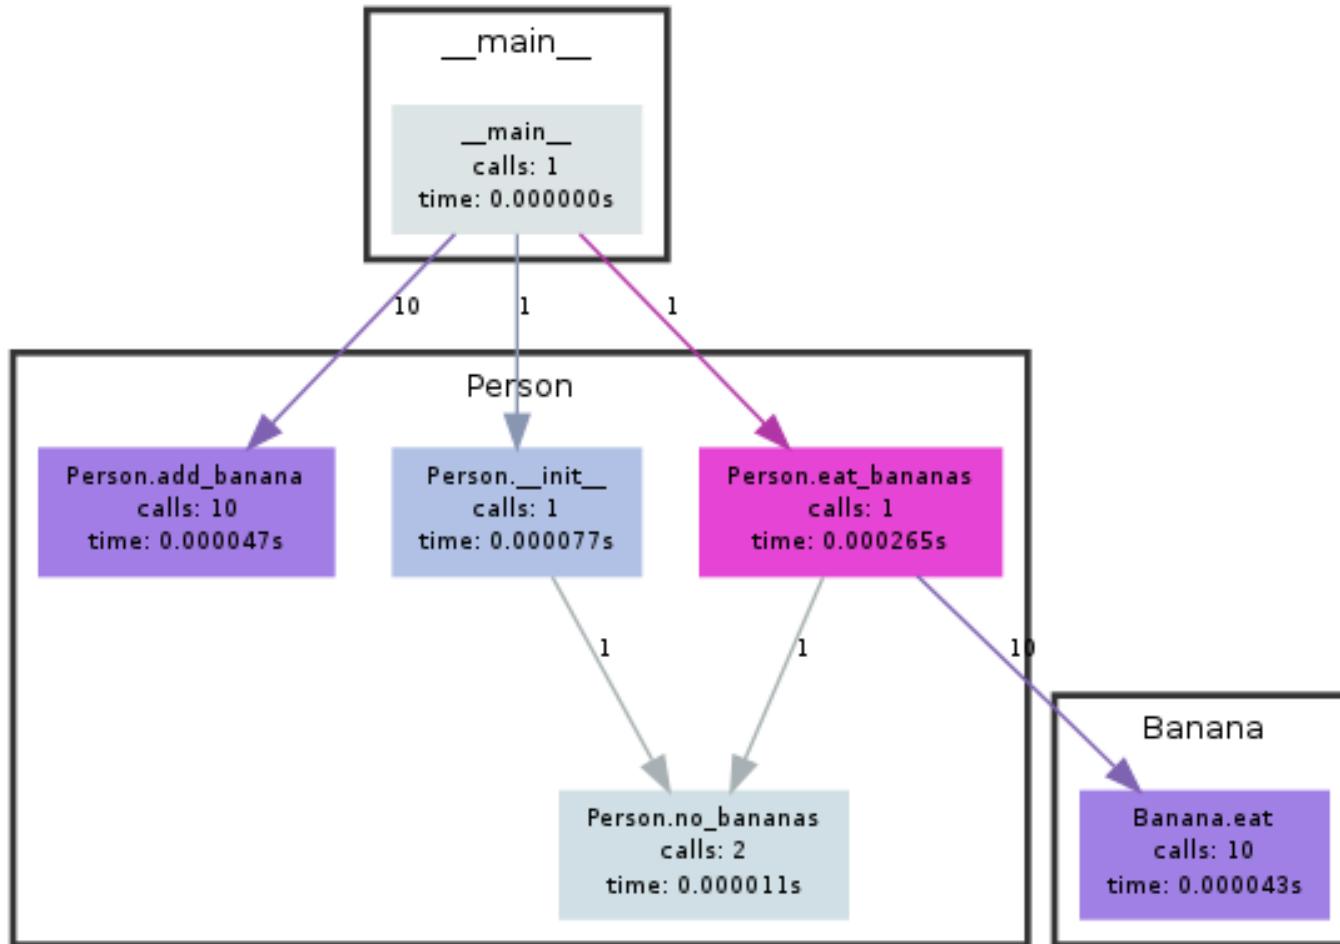 __main__
__main__
calls: 1
time: 0.000000s
10
1
1
Person
Person.add_banana
calls: 10
time: 0.000047s
Person.__init__
calls: 1
time: 0.000077s
Person.eat_bananas
calls: 1
time: 0.000265s
1
1
10
Banana
Person.no_bananas
calls: 2
time: 0.000011s
Banana.eat
calls: 10
time: 0.000043s